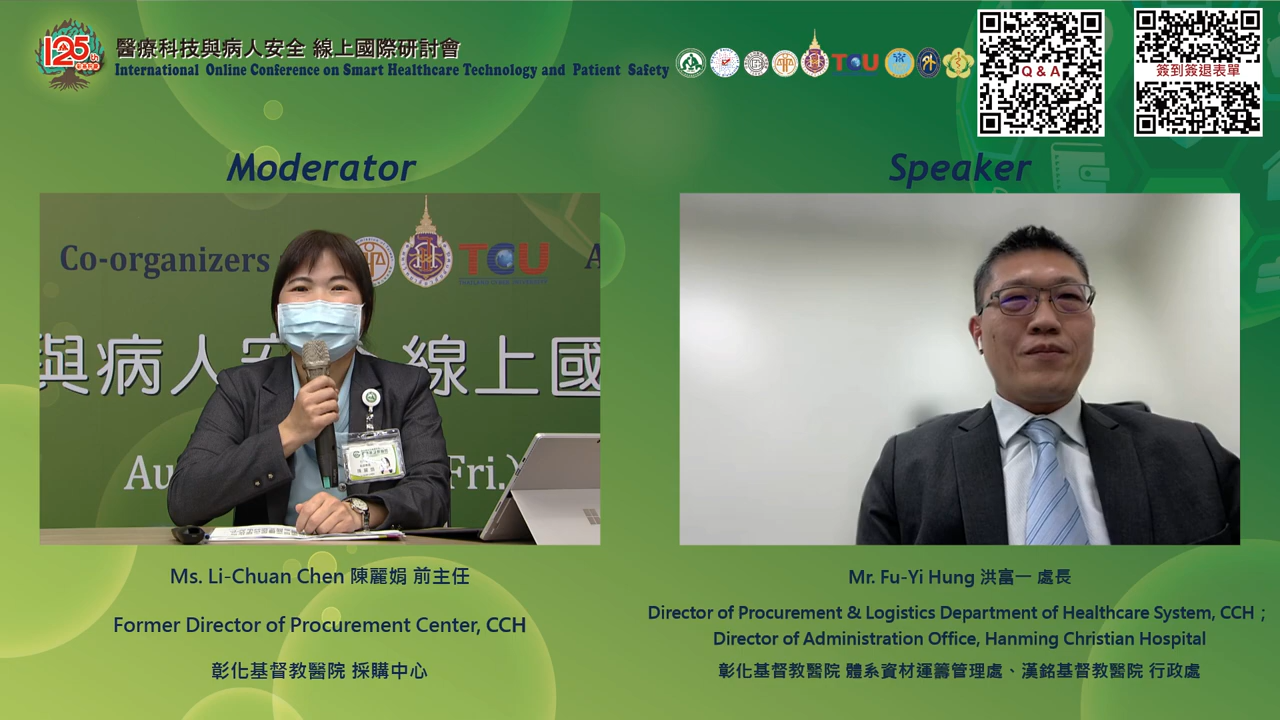 125th
醫療科技與病人安全 線上國際研討會
International Online Conference on Smart Healthcare Technology and Patient Safety
TCU
Q & A
簽到簽退表單
Moderator
Speaker
Co-organizers
TCU
A
與病人安全 線上國
Au
Fri.)
Ms. Li-Chuan Chen 陳麗娟 前主任
Former Director of Procurement Center, CCH
彰化基督教醫院 採購中心
Mr. Fu-Yi Hung 洪富一 處長
Director of Procurement & Logistics Department of Healthcare System, CCH；
Director of Administration Office, Hanming Christian Hospital
彰化基督教醫院 體系資材運籌管理處、漢銘基督教醫院 行政處